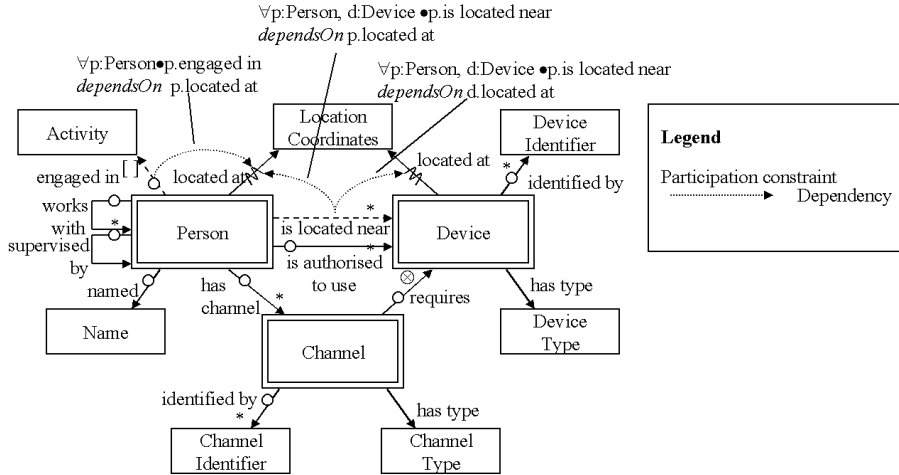 ∀p:Person, d:Device ●p.is located near
dependsOn p.located at
∀p:Person●p.engaged in
dependsOn p.located at
∀p:Person, d:Device ●p.is located near
dependsOn d.located at
Activity
Location
Coordinates
Device
Identifier
Legend
Participation constraint
Dependency
engaged in
[ ]
located at
located at
*
identified by
works
with
*
supervised
by
Person
*
is located near
*
is authorised
to use
Device
named
has
channel
*
⊗
requires
has type
Name
Channel
Device
Type
identified by
*
has type
Channel
Identifier
Channel
Type